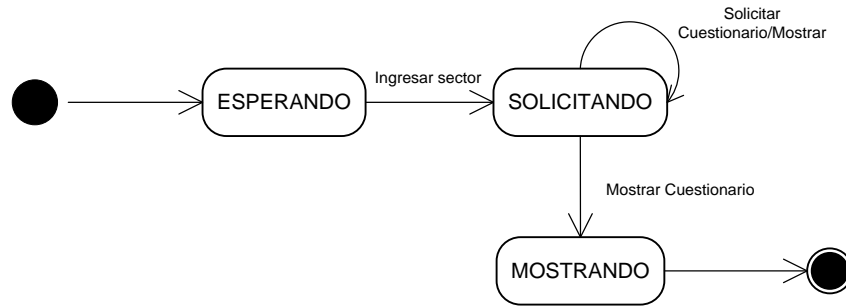 Solicitar
Cuestionario/Mostrar
ESPERANDO
Ingresar sector
SOLICITANDO
Mostrar Cuestionario
MOSTRANDO